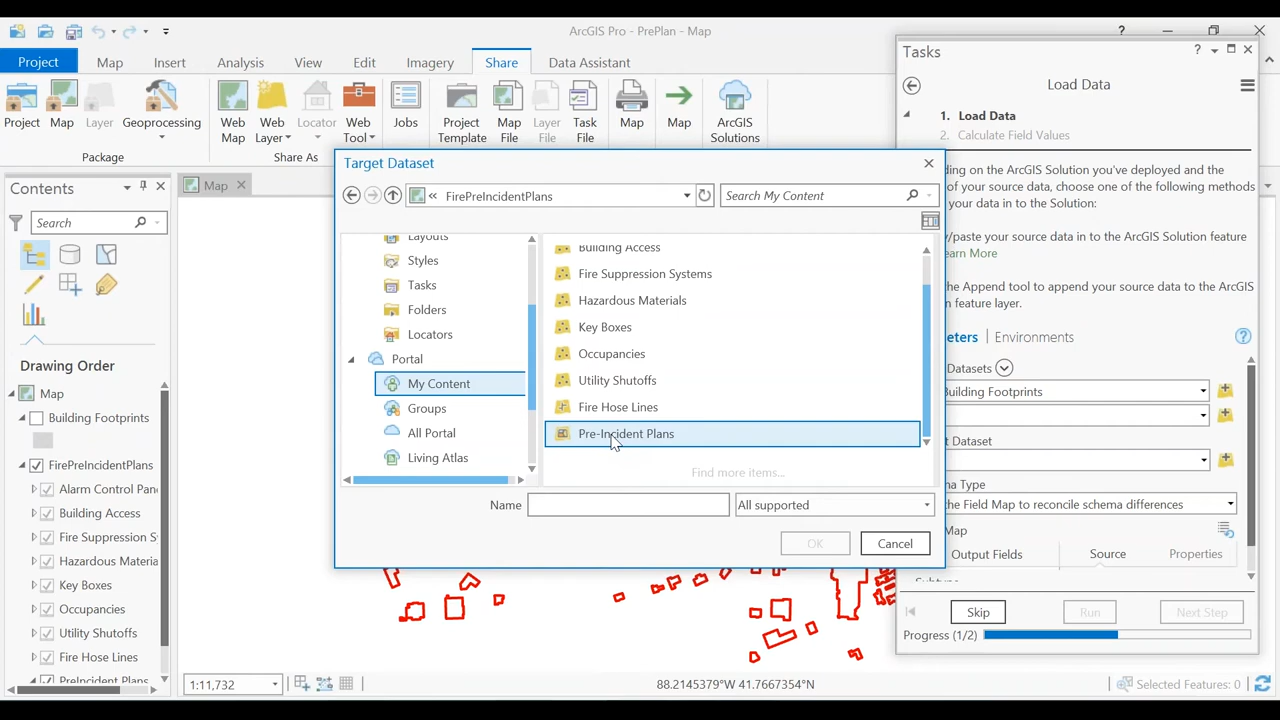 ArcGIS Pro - PrePlan - Map
?
Project
Map
Insert
Analysis
View
Edit
Imagery
Share
Data Assistant
Project
Map
Layer
Geoprocessing
Web Map
Web Layer
Locator
Web Tool
Jobs
Project Template
Map File
Layer File
Task File
Map
Map
ArcGIS Solutions
Package
Share As
Contents
Search
Drawing Order
Map
Building Footprints
FirePreIncidentPlans
Alarm Control Pan
Building Access
Fire Suppression S
Hazardous Materia
Key Boxes
Occupancies
Utility Shutoffs
Fire Hose Lines
PreIncident Plans
Map
Target Dataset
« FirePreIncidentPlans
Search My Content
Layouts
Styles
Tasks
Folders
Locators
Portal
My Content
Groups
All Portal
Living Atlas
Building Access
Fire Suppression Systems
Hazardous Materials
Key Boxes
Occupancies
Utility Shutoffs
Fire Hose Lines
Pre-Incident Plans
Find more items...
Name
All supported
OK
Cancel
1:11,732
88.2145379°W 41.7667354°N
Selected Features: 0
Tasks
?
Load Data
1. Load Data
2. Calculate Field Values
ding on the ArcGIS Solution you've deployed and the
of your source data, choose one of the following methods
your data in to the Solution:
y/paste your source data in to the ArcGIS Solution feature
earn More
the Append tool to append your source data to the ArcGIS
n feature layer.
eters
Environments
?
Datasets
Building Footprints
t Dataset
ma Type
the Field Map to reconcile schema differences
Map
Output Fields
Source
Properties
Subtype
Skip
Run
Next Step
Progress (1/2)